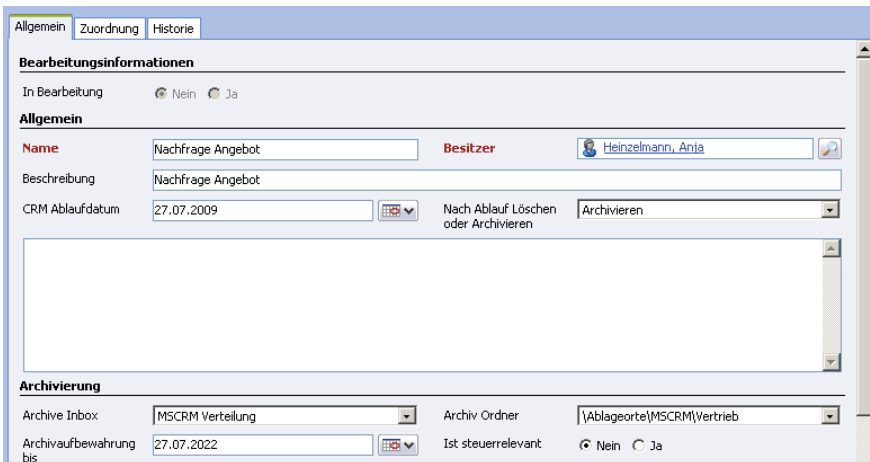 Allgemein Zuordnung Historie
Bearbeitungsinformationen
In Bearbeitung Nein Ja
Allgemein
Name Nachfrage Angebot Besitzer Heinzelmann, Anja
Beschreibung Nachfrage Angebot
CRM Ablaufdatum 27.07.2009 Nach Ablauf Löschen Archivieren
oder Archivieren
Archivierung
Archive Inbox MSCRM Verteilung Archiv Ordner \Ablageorte\MSCRM\Vertrieb
Archivaufbewahrung 27.07.2022 Ist steuerrelevant Nein Ja
bis